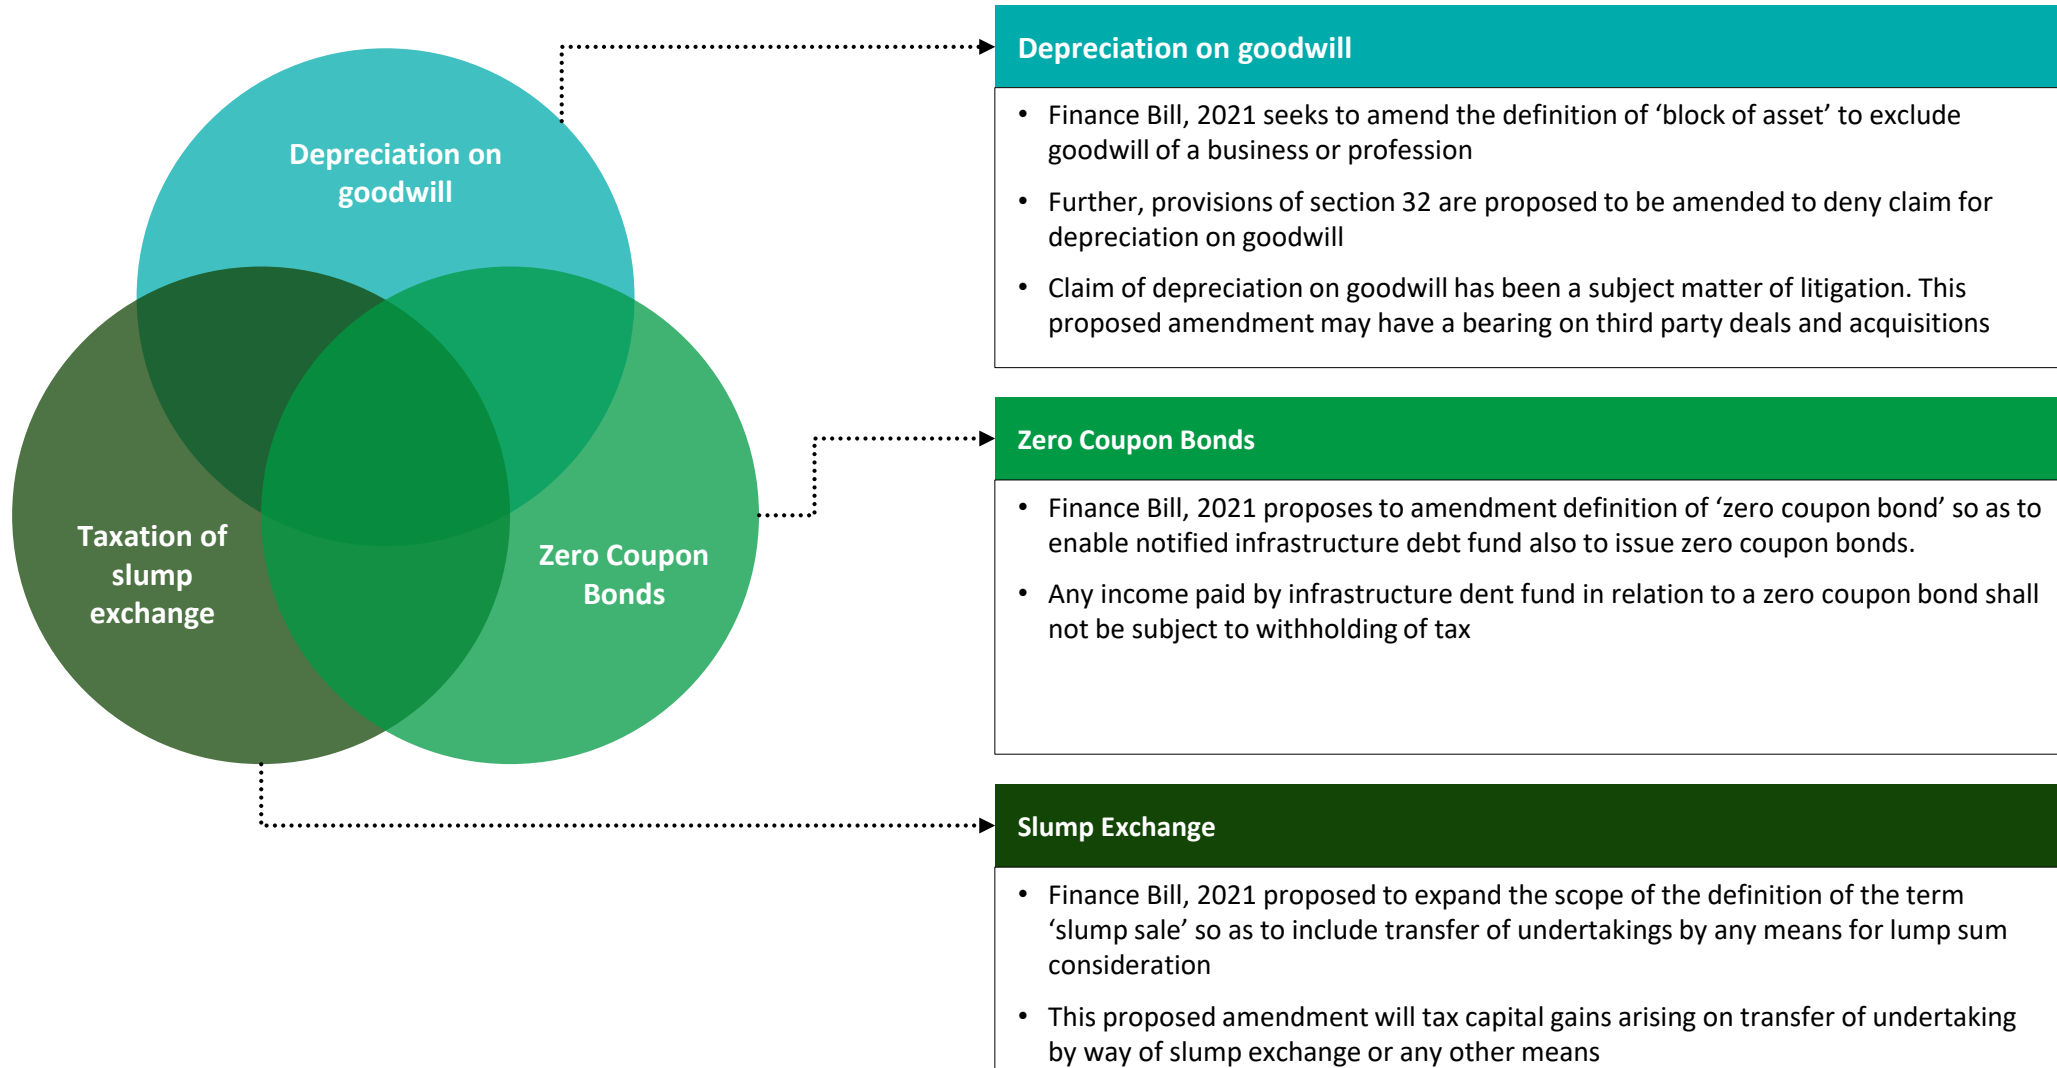 Depreciation on
goodwill
Taxation of
slump
exchange
Zero Coupon
Bonds
Depreciation on goodwill
• Finance Bill, 2021 seeks to amend the definition of ‘block of asset’ to exclude
goodwill of a business or profession
• Further, provisions of section 32 are proposed to be amended to deny claim for
depreciation on goodwill
• Claim of depreciation on goodwill has been a subject matter of litigation. This
proposed amendment may have a bearing on third party deals and acquisitions
Zero Coupon Bonds
• Finance Bill, 2021 proposes to amendment definition of ‘zero coupon bond’ so as to
enable notified infrastructure debt fund also to issue zero coupon bonds.
• Any income paid by infrastructure dent fund in relation to a zero coupon bond shall
not be subject to withholding of tax
Slump Exchange
• Finance Bill, 2021 proposed to expand the scope of the definition of the term
‘slump sale’ so as to include transfer of undertakings by any means for lump sum
consideration
• This proposed amendment will tax capital gains arising on transfer of undertaking
by way of slump exchange or any other means